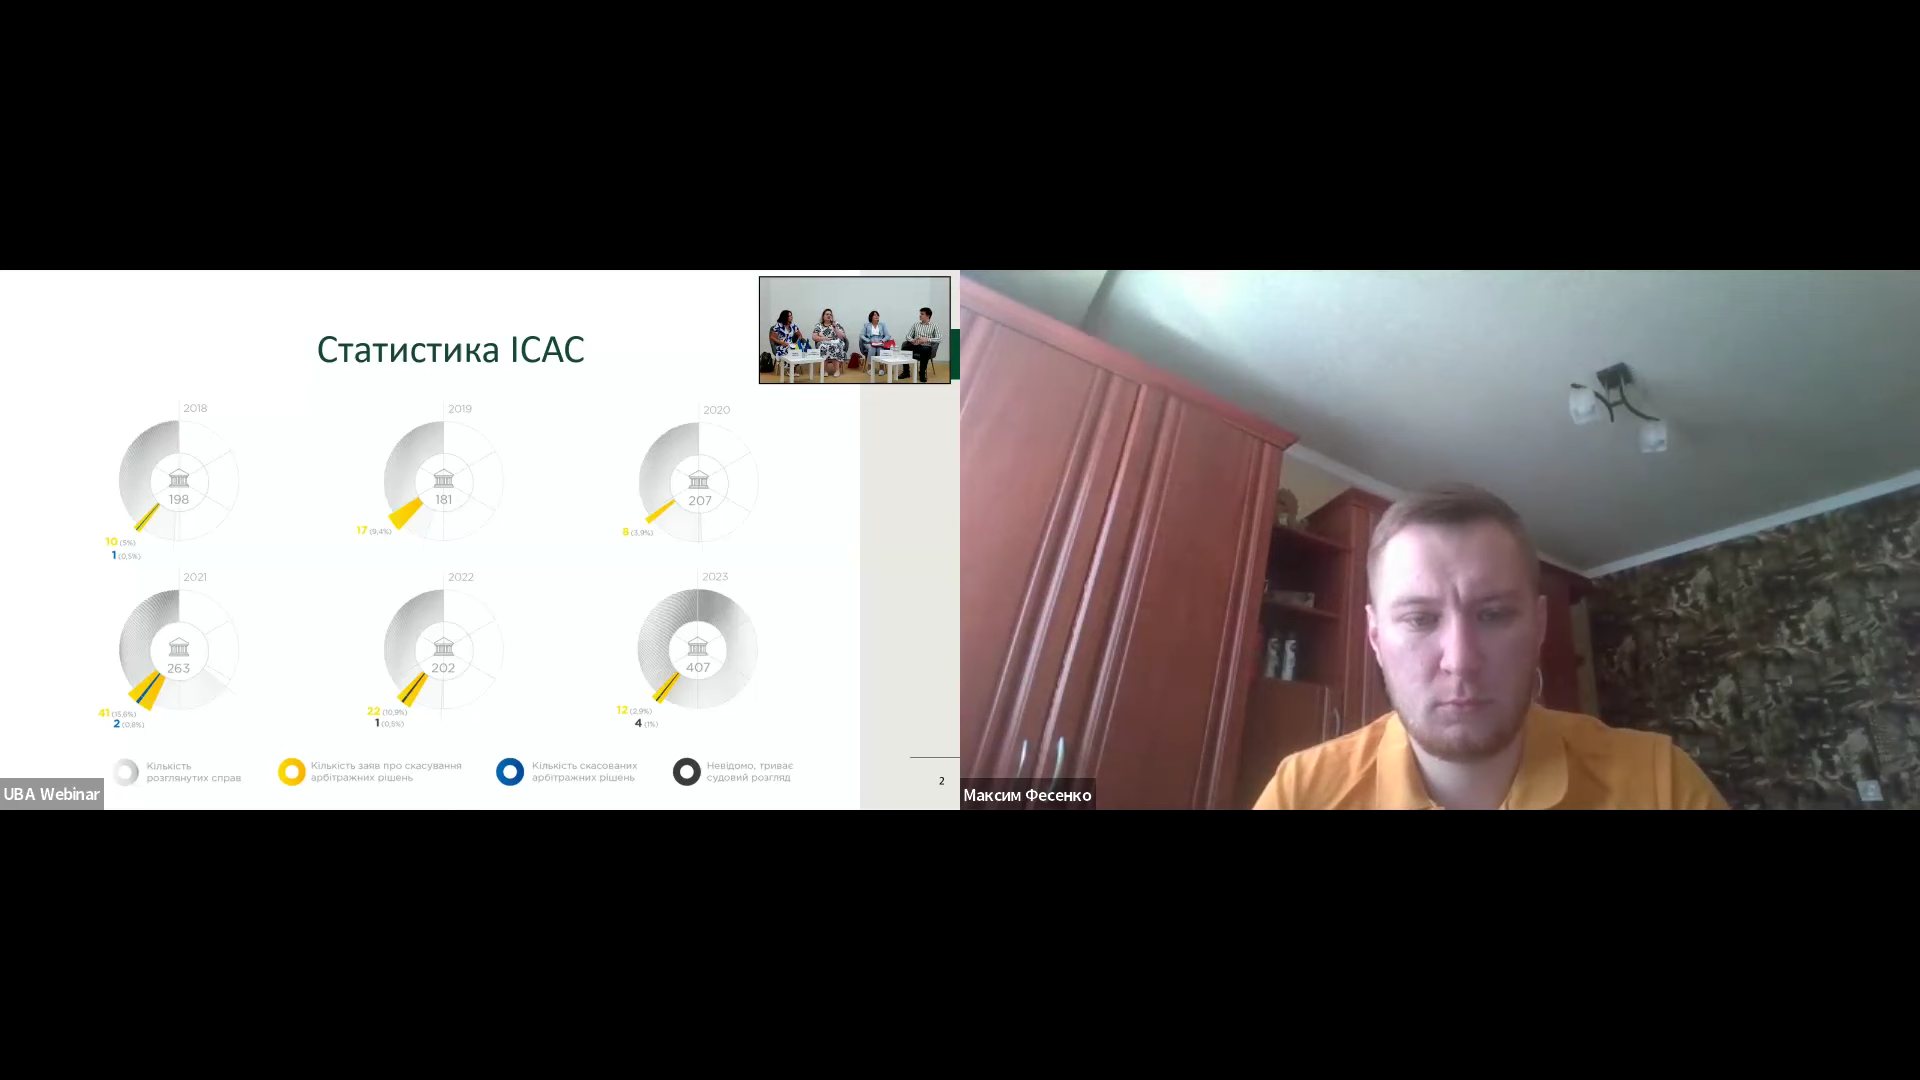 Статистика ICAC
2018
198
10 (5%)
1 (0,5%)
2019
181
17 (9,4%)
2020
207
8 (3,9%)
2021
263
41 (15,6%)
2 (0,8%)
2022
202
22 (10,9%)
1 (0,5%)
2023
407
12 (2,9%)
4 (1%)
Кількість
розглянутих справ
Кількість заяв про скасування
арбітражних рішень
Кількість скасованих
арбітражних рішень
Невідомо, триває
судовий розгляд
2
UBA Webinar
Максим Фесенко